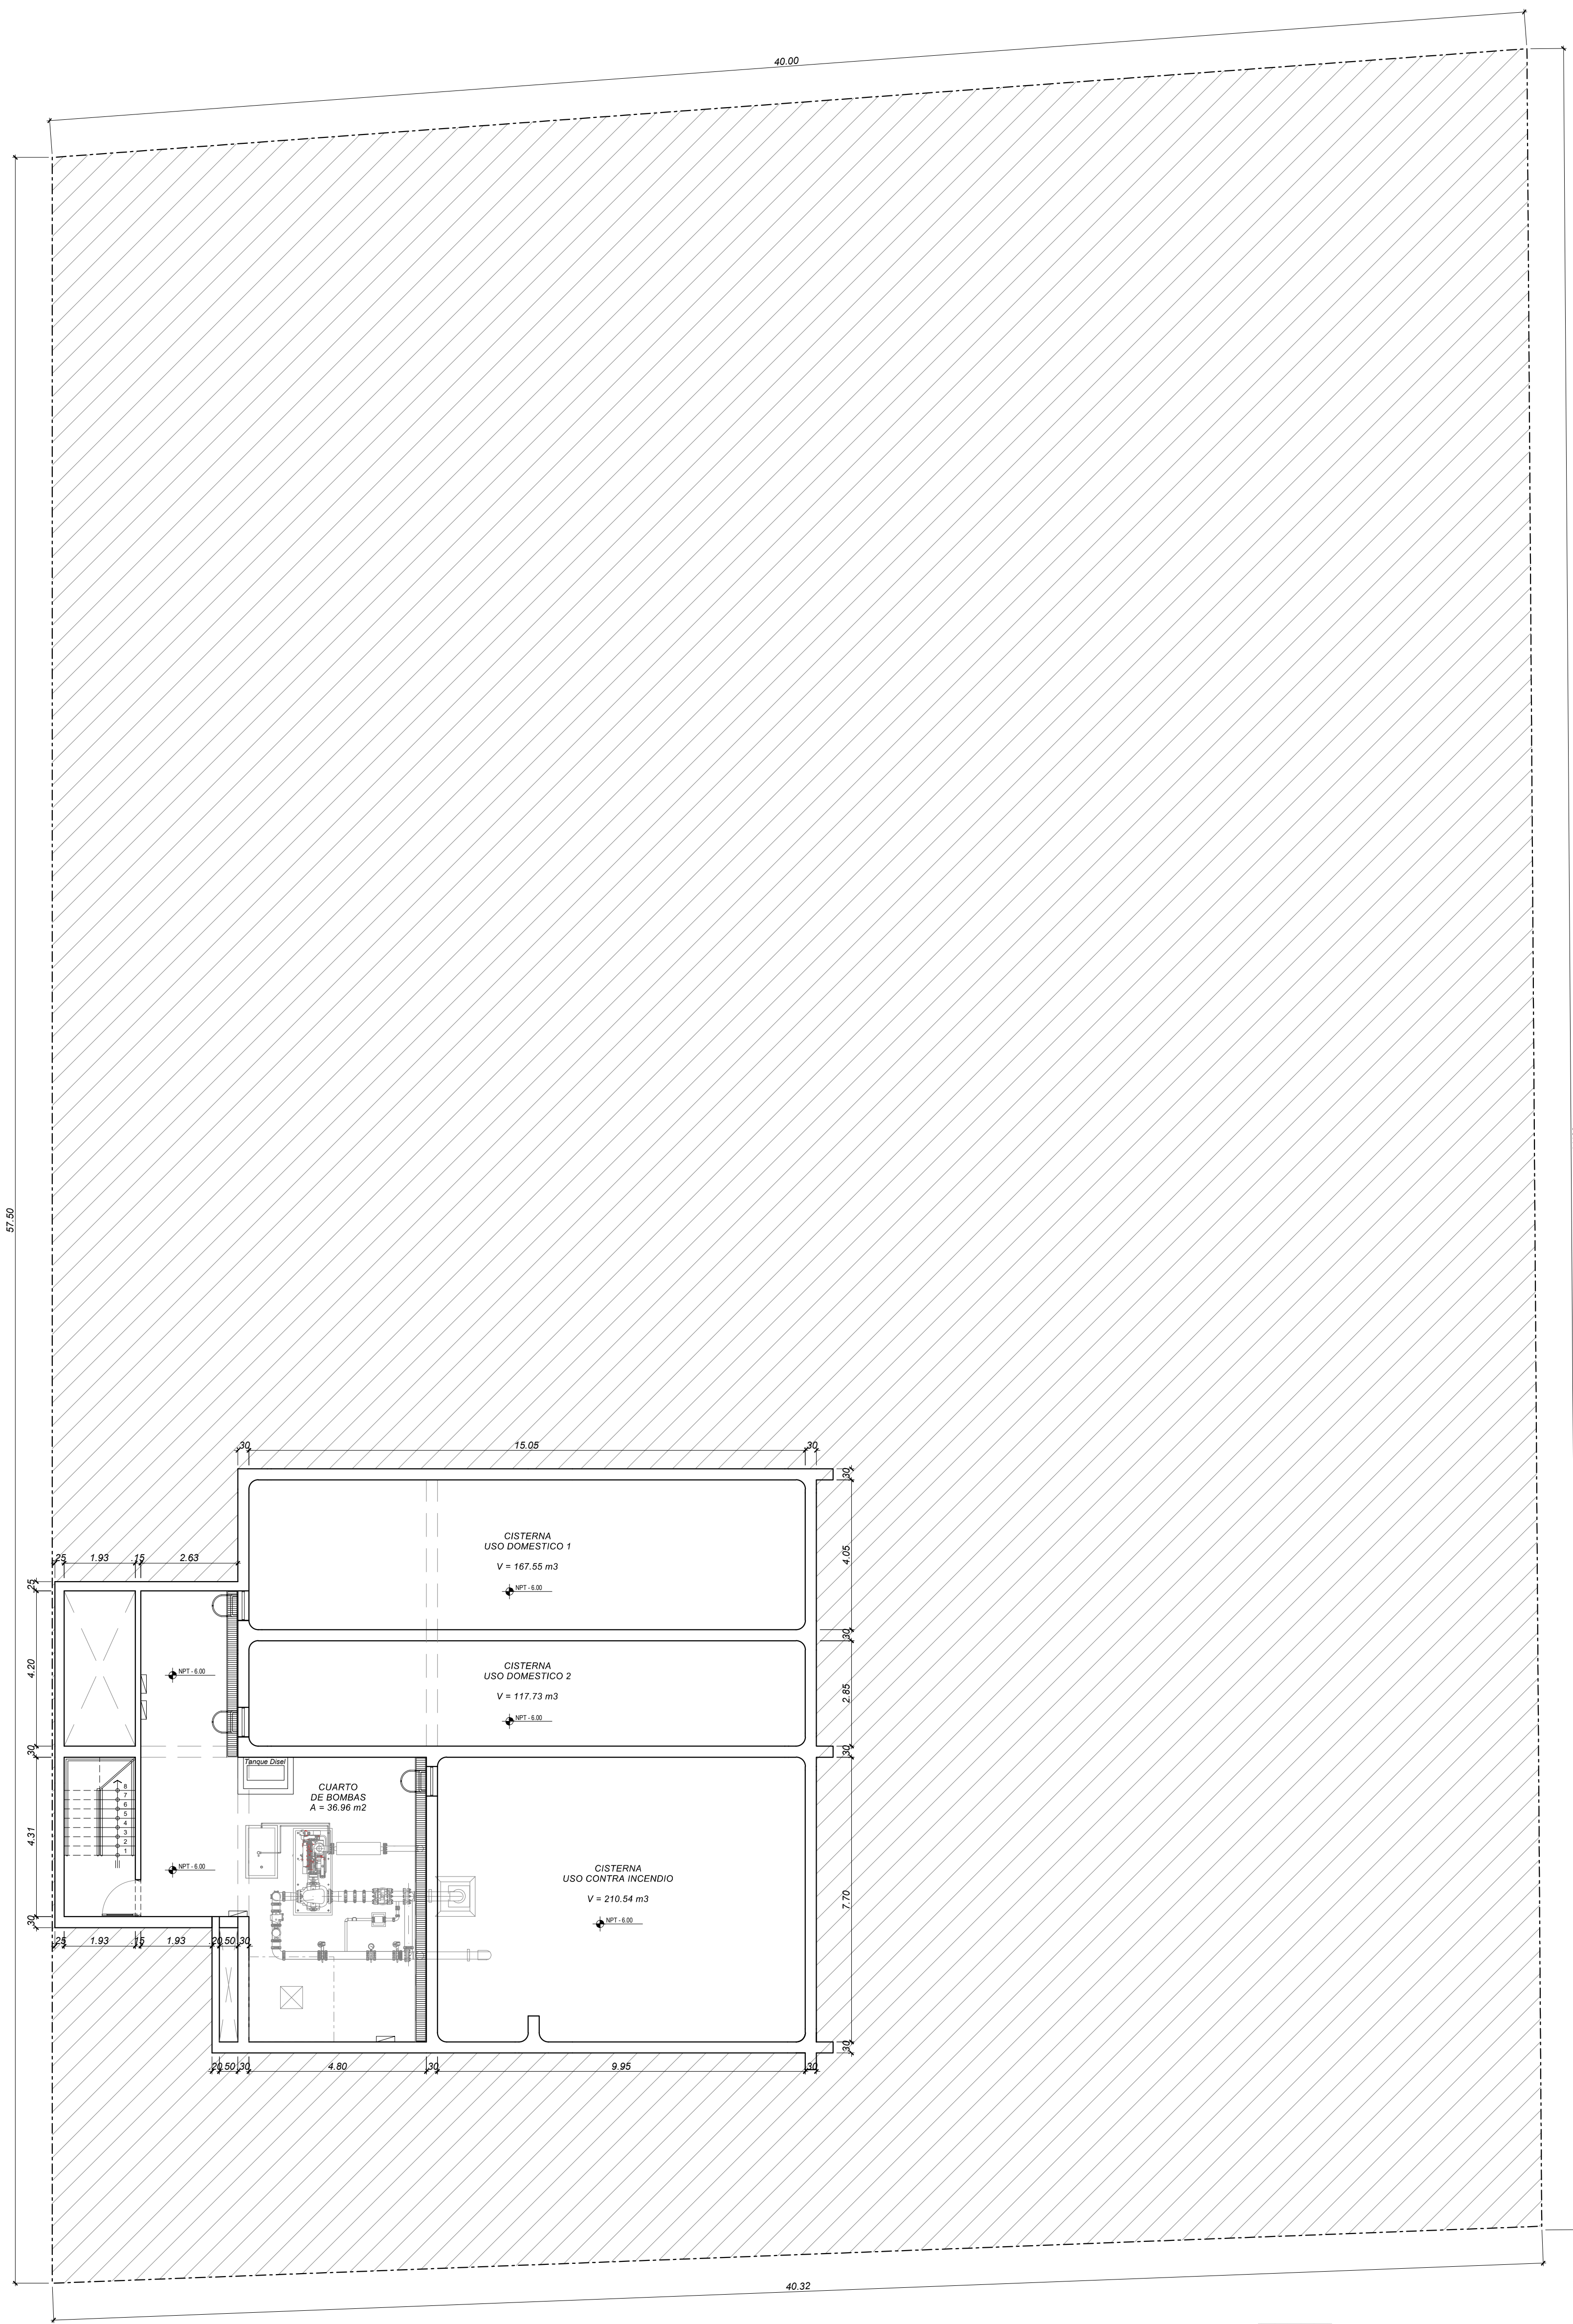 40.00
57.50
.30
15.05
.30
.30
CISTERNA
USO DOMESTICO 1
V = 167.55 m3
NPT - 6.00
4.05
.25
1.93
.15
2.63
.25
.30
4.20
NPT - 6.00
CISTERNA
USO DOMESTICO 2
V = 117.73 m3
NPT - 6.00
2.85
.30
.30
Tanque Disel
CUARTO
DE BOMBAS
A = 36.96 m2
8
7
6
5
4
3
2
1
4.31
NPT - 6.00
CISTERNA
USO CONTRA INCENDIO
V = 210.54 m3
NPT - 6.00
7.70
.30
.25
1.93
.15
1.93
.20
.50
.30
.30
.20
.50
.30
4.80
.30
9.95
.30
40.32